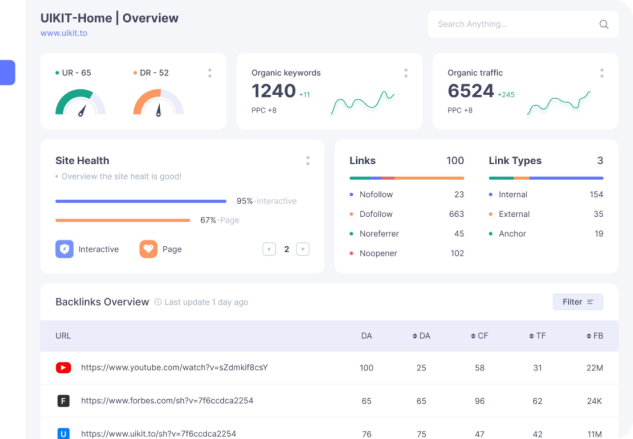 UIKIT-Home | Overview
www.uikit.to
Search Anything...
UR - 65
DR - 52
Organic keywords
1240 +11
PPC +8
Organic traffic
6524 +245
PPC +8
Site Health
• Overview the site healt is good!
95%-Interactive
67%-Page
Interactive
Page
2
Links 100
Nofollow 23
Dofollow 663
Noreferrer 45
Noopener 102
Link Types 3
Internal 154
External 35
Anchor 19
Backlinks Overview Last update 1 day ago
Filter
URL DA DA CF TF FB
https://www.youtube.com/watch?v=sZdmkif8csY 100 25 58 31 22M
F https://www.forbes.com/sh?v=7f6ccdca2254 65 65 96 62 24K
U https://www.uikit.to/sh?v=7f6ccdca2254 76 75 47 42 11M